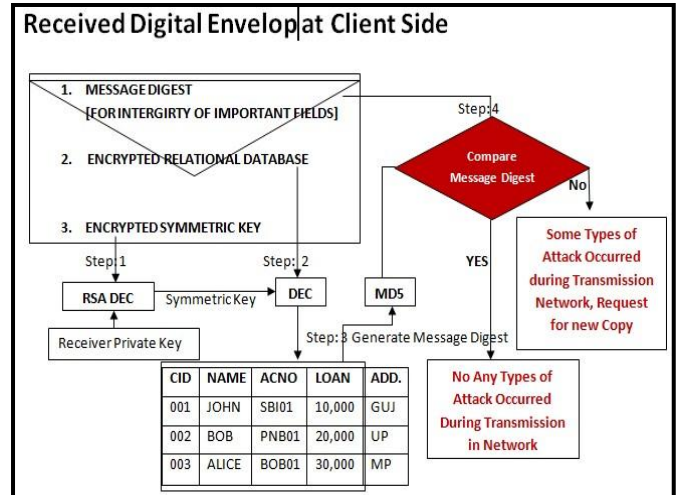 Received Digital Envelop at Client Side
1. MESSAGE DIGEST
[FOR INTERGIRTY OF IMPORTANT FIELDS]
2. ENCRYPTED RELATIONAL DATABASE
3. ENCRYPTED SYMMETRIC KEY
Step:4
Compare
Message Digest
No
YES
Some Types of
Attack Occurred
during Transmission
Network, Request
for new Copy
Step:1
Step: 2
RSA DEC
Symmetric Key
DEC
MD5
Receiver Private Key
Step:3 Generate Message Digest
CID NAME ACNO LOAN ADD.
001 JOHN SBI01 10,000 GUJ
002 BOB PNB01 20,000 UP
003 ALICE BOB01 30,000 MP
No Any Types of
Attack Occurred
During Transmission
in Network